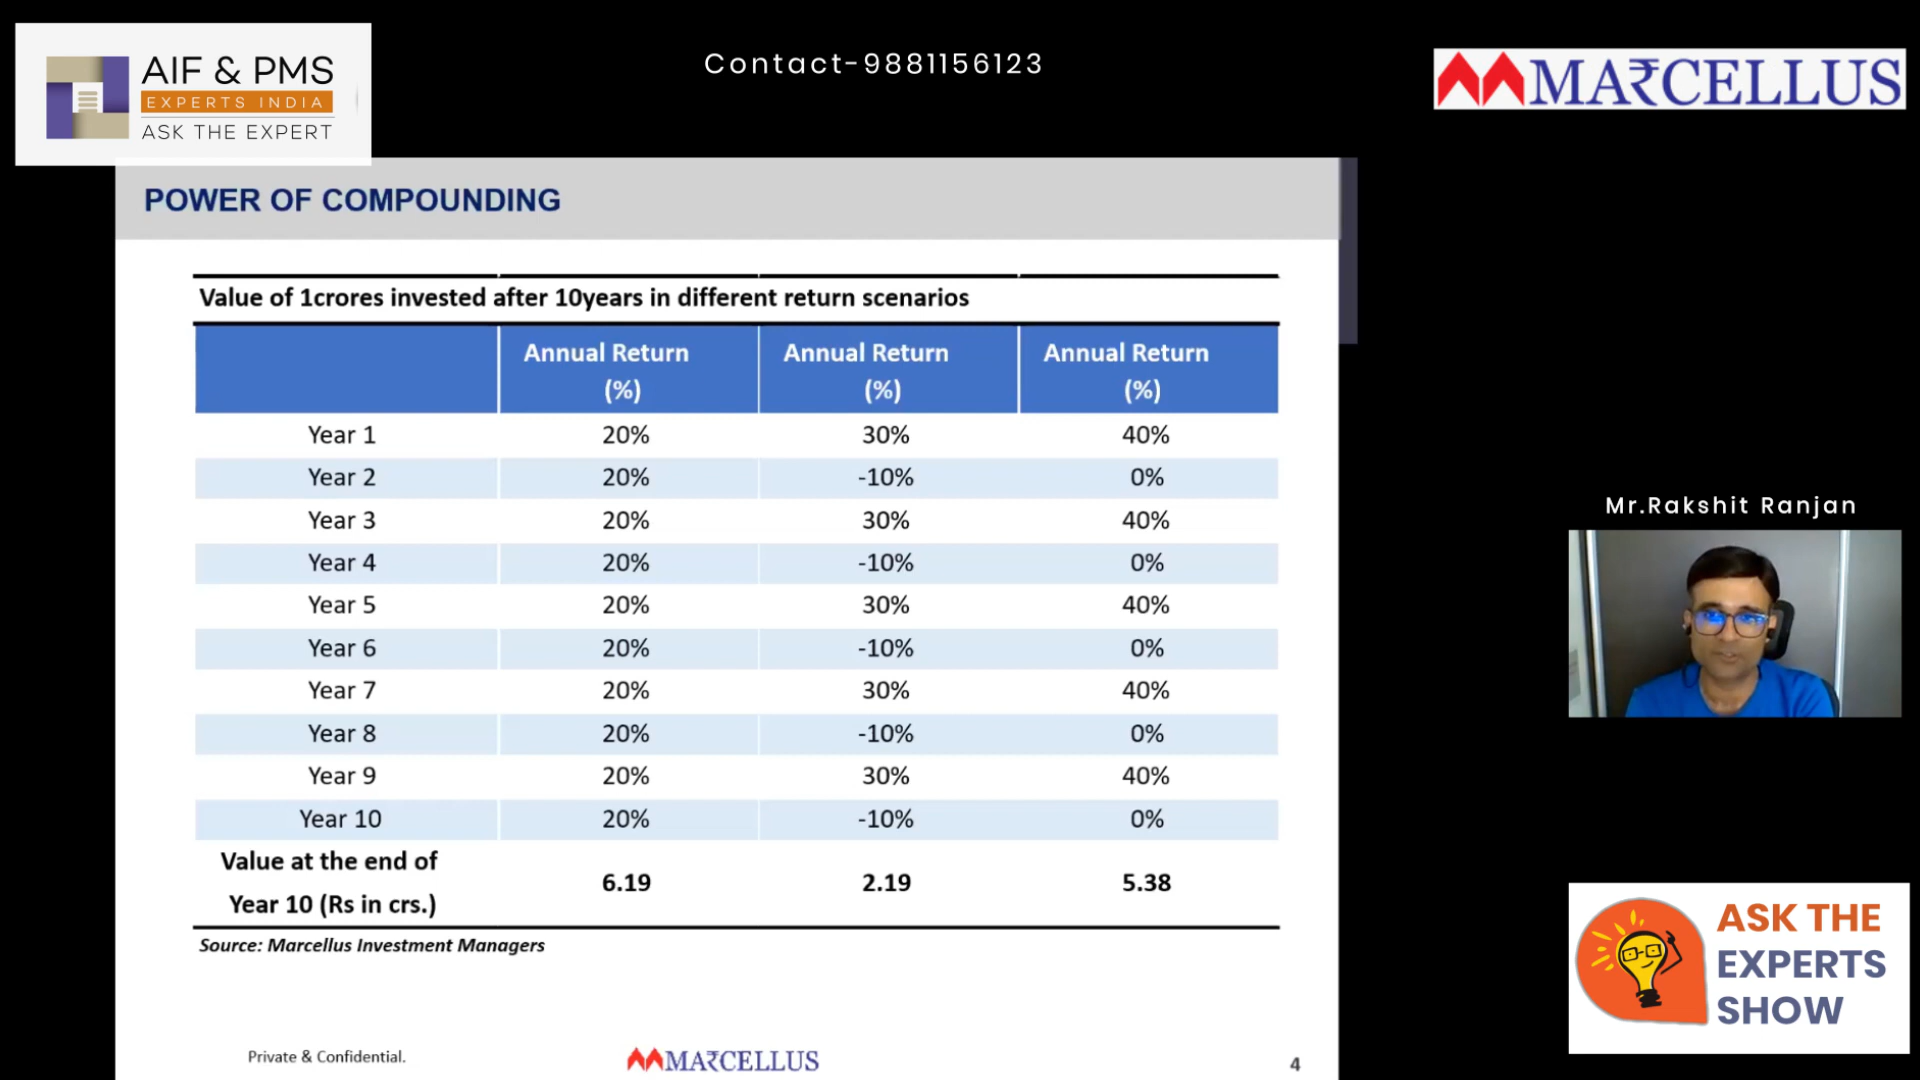 AIF & PMS
EXPERTS INDIA
ASK THE EXPERT
Contact-9881156123
MA₹CELLUS
POWER OF COMPOUNDING
Value of 1crores invested after 10years in different return scenarios
Annual Return (%) Annual Return (%) Annual Return (%)
Year 1 20% 30% 40%
Year 2 20% -10% 0%
Year 3 20% 30% 40%
Year 4 20% -10% 0%
Year 5 20% 30% 40%
Year 6 20% -10% 0%
Year 7 20% 30% 40%
Year 8 20% -10% 0%
Year 9 20% 30% 40%
Year 10 20% -10% 0%
Value at the end of
Year 10 (Rs in crs.) 6.19 2.19 5.38
Source: Marcellus Investment Managers
Private & Confidential.
MA₹CELLUS
4
Mr.Rakshit Ranjan
ASK THE
EXPERTS
SHOW